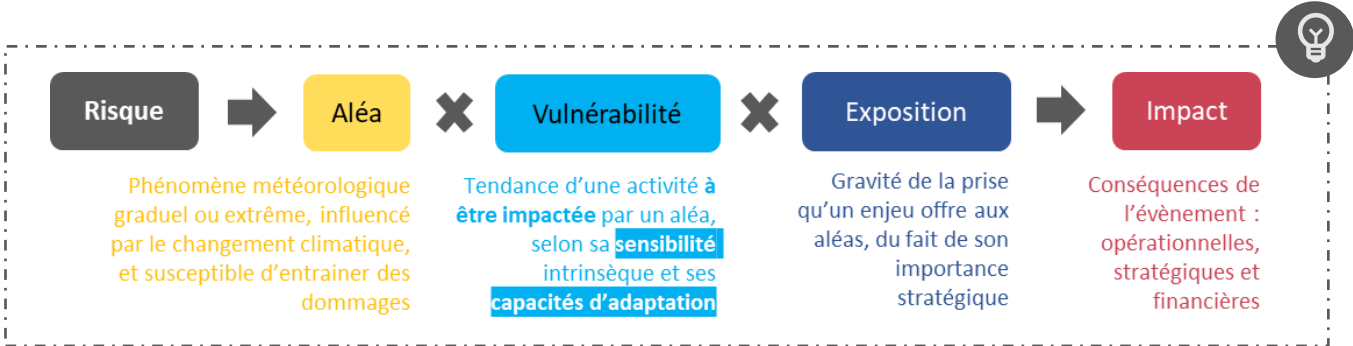 Risque
Aléa
Vulnérabilité
Exposition
Impact
Phénomène météorologique
graduel ou extrême, influencé
par le changement climatique,
et susceptible d'entrainer des
dommages
Tendance d'une activité à
être impactée par un aléa,
selon sa sensibilité
intrinsèque et ses
capacités d'adaptation
Gravité de la prise
qu'un enjeu offre aux
aléas, du fait de son
importance
stratégique
Conséquences de
l'évènement :
opérationnelles,
stratégiques et
financières